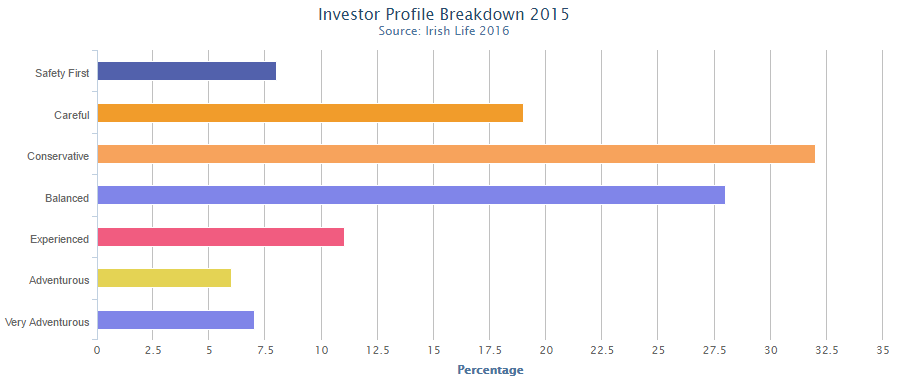 Investor Profile Breakdown 2015
Source: Irish Life 2016
Safety First
Careful
Conservative
Balanced
Experienced
Adventurous
Very Adventurous
0 2.5 5 7.5 10 12.5 15 17.5 20 22.5 25 27.5 30 32.5 35
Percentage